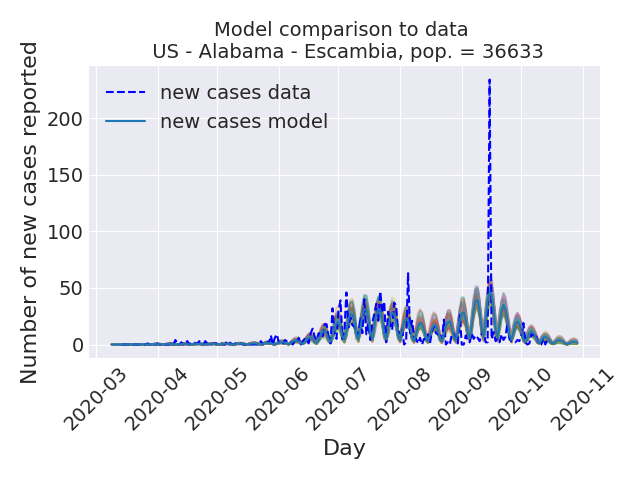 Model comparison to data
US - Alabama - Escambia, pop. = 36633
Number of new cases reported
new cases data
new cases model
200
150
100
50
0
2020-03
2020-04
2020-05
2020-06
2020-07
2020-08
2020-09
2020-10
2020-11
Day